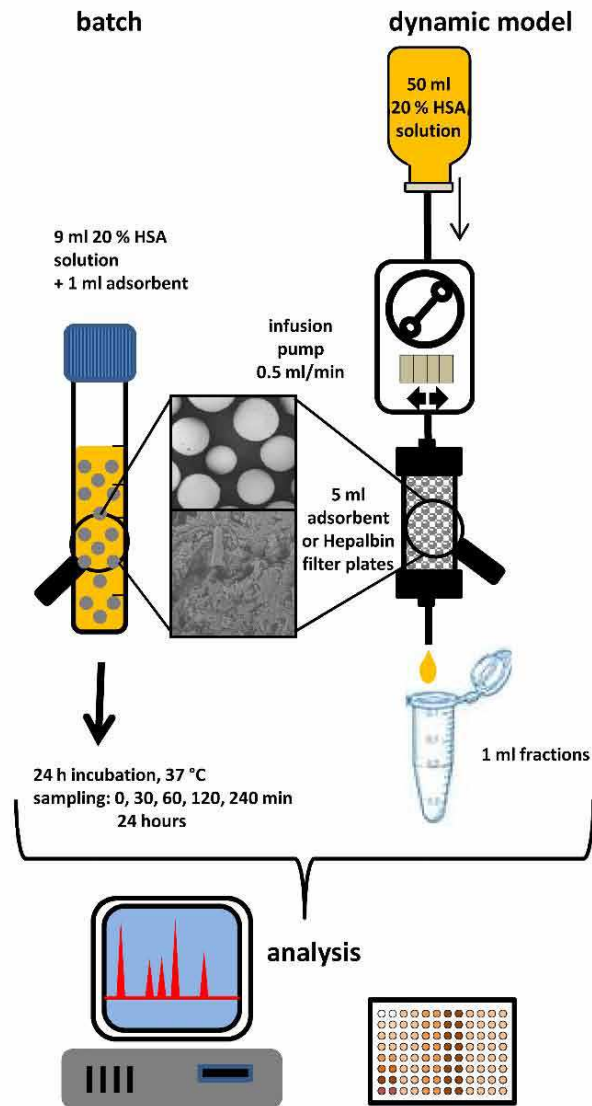 batch
dynamic model
50 ml
20 % HSA
solution
9 ml 20 % HSA
solution
+ 1 ml adsorbent
infusion
pump
0.5 ml/min
5 ml
adsorbent
or Hepalbin
filter plates
1 ml fractions
24 h incubation, 37 °C
sampling: 0, 30, 60, 120, 240 min
24 hours
analysis